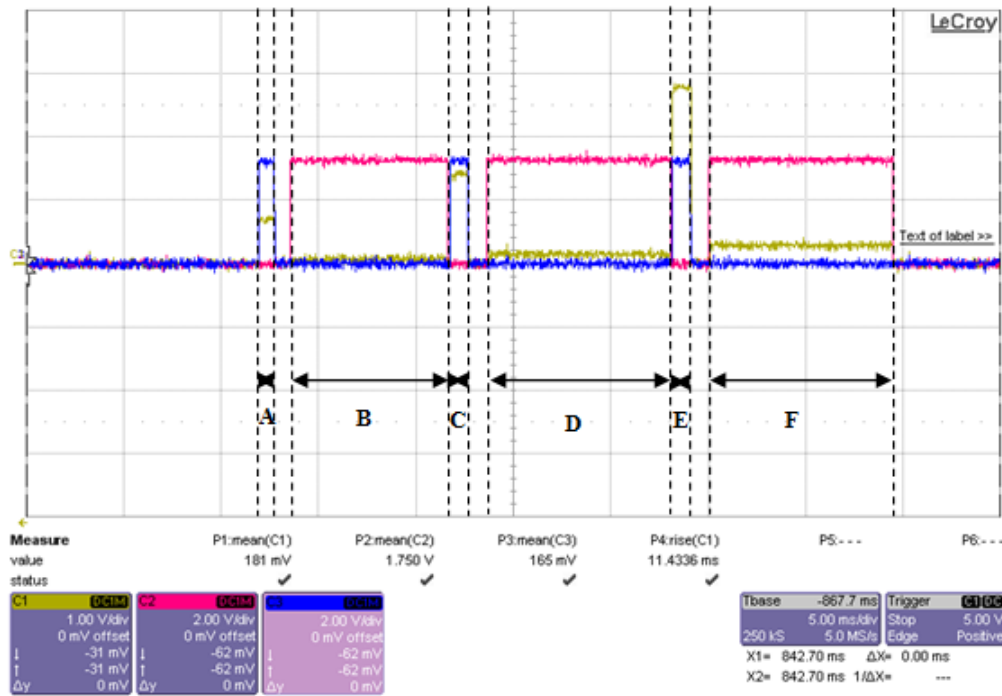 LeCroy
C2
Text of label >>
A B C D E F
Measure P1:mean(C1) P2:mean(C2) P3:mean(C3) P4:rise(C1) P5:- - - P6:- - -
value 181 mV 1.750 V 165 mV 11.4336 ms
status
C1 DC1M
1.00 V/div
0 mV offset
-31 mV
-31 mV
Δy 0 mV
C2 DC1M
2.00 V/div
0 mV offset
-62 mV
-62 mV
Δy 0 mV
C3 DC1M
2.00 V/div
0 mV offset
-62 mV
-62 mV
0 mV
Tbase -867.7 ms
5.00 ms/div
250 kS 5.0 MS/s
Trigger C1 DC
Stop 5.00 V
Edge Positive
X1= 842.70 ms ΔX= 0.00 ms
X2= 842.70 ms 1/ΔX= ---